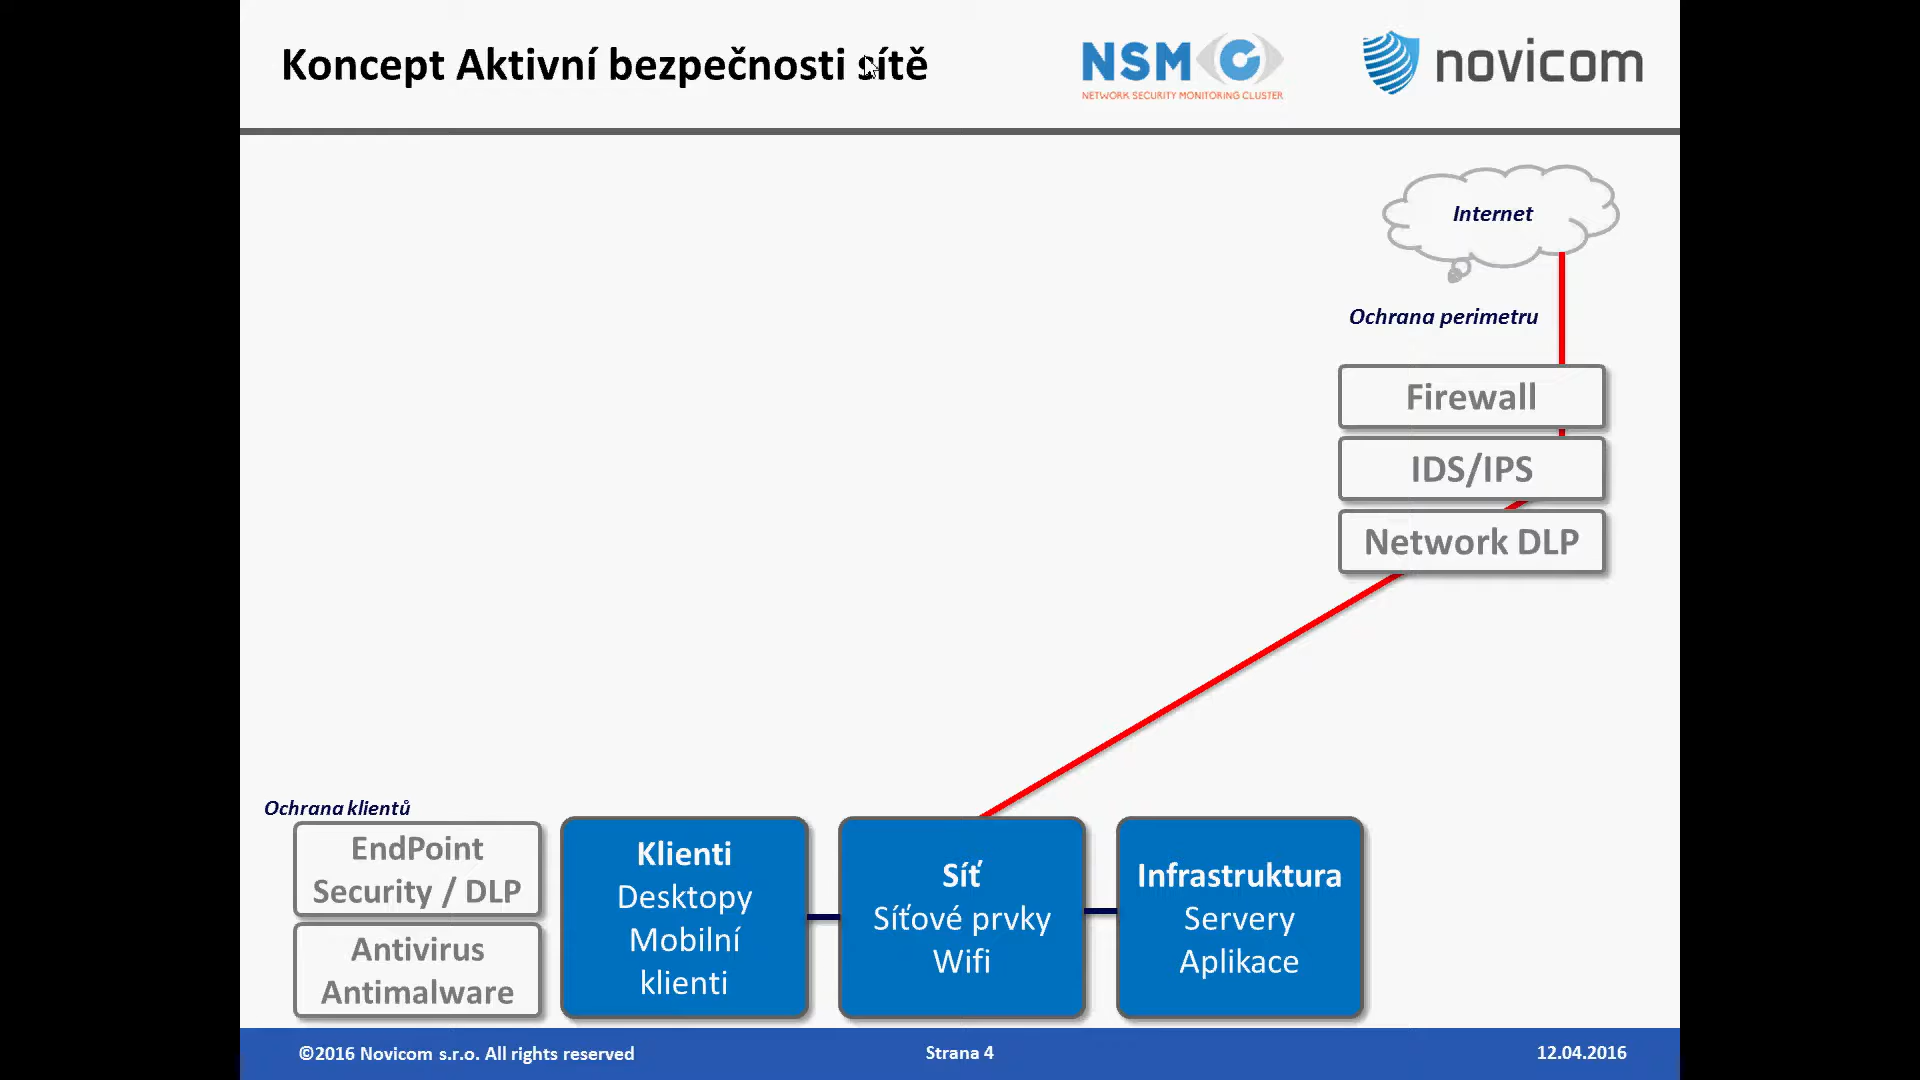 Koncept Aktivní bezpečnosti sítě
NSM
NETWORK SECURITY MONITORING CLUSTER
novicom
Internet
Ochrana perimetru
Firewall
IDS/IPS
Network DLP
Ochrana klientů
EndPoint
Security / DLP
Antivirus
Antimalware
Klienti
Desktopy
Mobilní
klienti
Síť
Síťové prvky
Wifi
Infrastruktura
Servery
Aplikace
©2016 Novicom s.r.o. All rights reserved
Strana 4
12.04.2016